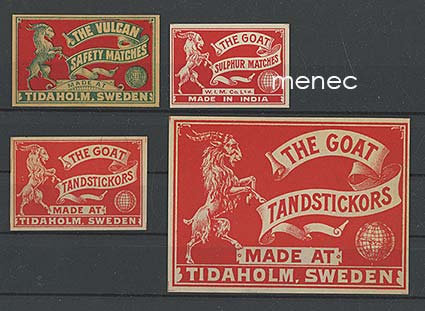 THE VULCAN
SAFETY MATCHES
MADE AT
TIDAHOLM, SWEDEN
THE GOAT
SULPHUR MATCHES
W.I.M. Co. Ltd.
MADE IN INDIA
menec
THE GOAT
TANDSTICKORS
MADE AT
TIDAHOLM, SWEDEN
THE GOAT
TANDSTICKORS
MADE AT
TIDAHOLM, SWEDEN